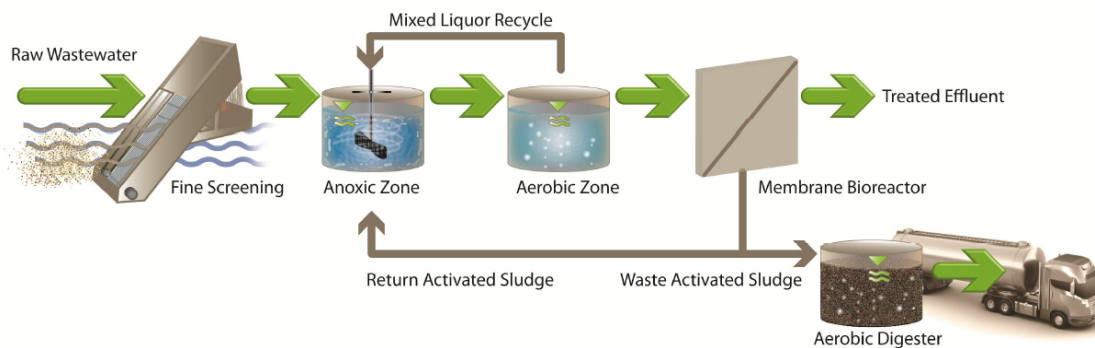 Mixed Liquor Recycle
Raw Wastewater
Treated Effluent
Fine Screening
Anoxic Zone
Aerobic Zone
Membrane Bioreactor
Return Activated Sludge
Waste Activated Sludge
Aerobic Digester